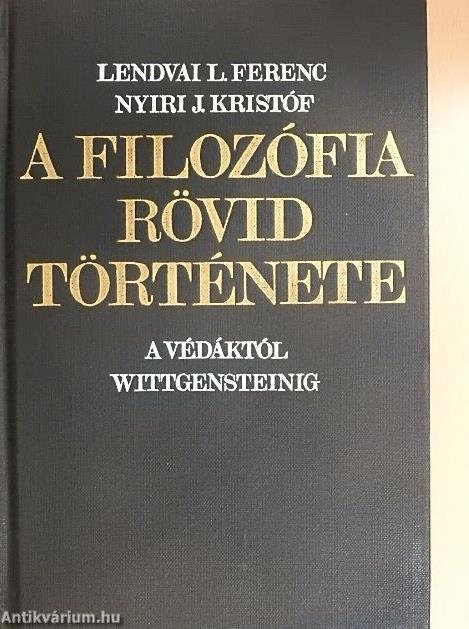 LENDVAI L. FERENC
NYIRI J. KRISTÓF
A FILOZÓFIA
RÖVID
TÖRTÉNETE
A VÉDÁKTÓL
WITTGENSTEINIG
Antikvárium.hu